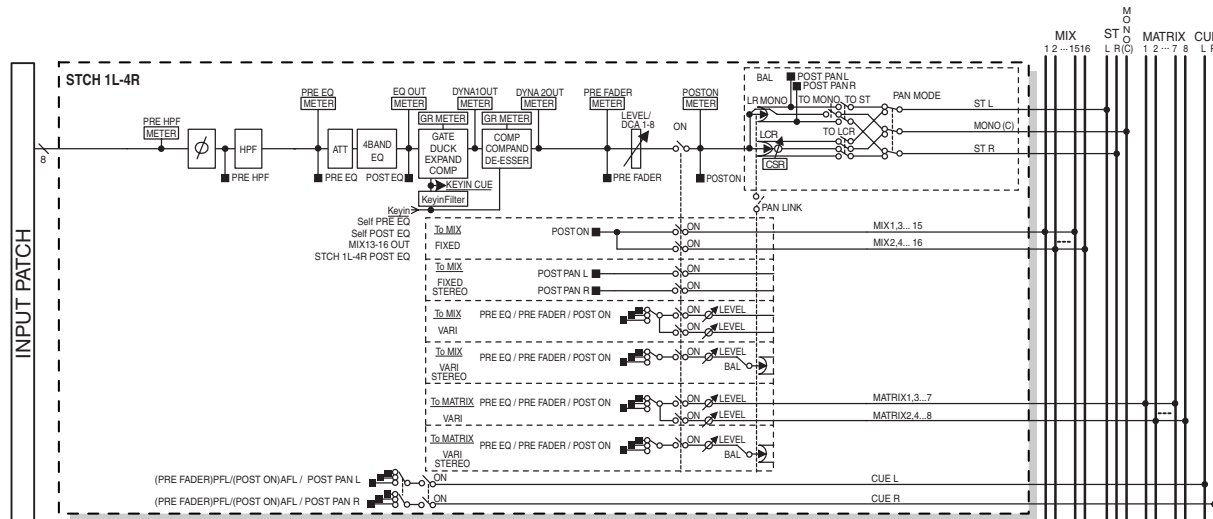 MIX
ST
MONO
(C)
MATRIX
CUE
1 2 ··· 15 16
L R
1 2 ··· 7 8
L
INPUT PATCH
8
STCH 1L-4R
PRE HPF
METER
Ø
PRE HPF
HPF
PRE EQ
METER
PRE EQ
ATT
4BAND
EQ
EQ OUT
METER
POST EQ
DYNA1OUT
METER
GR METER
GATE
DUCK
EXPAND
COMP
KEYIN CUE
KeyinFilter
DYNA 2OUT
METER
GR METER
COMP
COMPAND
DE-ESSER
PRE FADER
METER
PRE FADER
LEVEL/
DCA 1-8
ON
POSTON
METER
POSTON
BAL
POST PAN L
POST PAN R
LR MONO
TO MONO
TO ST
PAN MODE
LCR
TO LCR
CSR
ST L
MONO (C)
ST R
PAN LINK
Keyin
Self PRE EQ
Self POST EQ
MIX13-16 OUT
STCH 1L-4R POST EQ
To MIX
FIXED
POST ON
ON
ON
MIX1,3... 15
MIX2,4... 16
To MIX
FIXED
STEREO
POST PAN L
POST PAN R
ON
ON
To MIX
VARI
PRE EQ / PRE FADER / POST ON
ON
LEVEL
ON
LEVEL
To MIX
VARI
STEREO
PRE EQ / PRE FADER / POST ON
ON
LEVEL
BAL
To MATRIX
VARI
PRE EQ / PRE FADER / POST ON
ON
LEVEL
ON
LEVEL
MATRIX1,3...7
MATRIX2,4...8
To MATRIX
VARI
STEREO
PRE EQ / PRE FADER / POST ON
ON
LEVEL
BAL
(PRE FADER)PFL/(POST ON)AFL / POST PAN L
ON
CUE L
(PRE FADER)PFL/(POST ON)AFL / POST PAN R
ON
CUE R